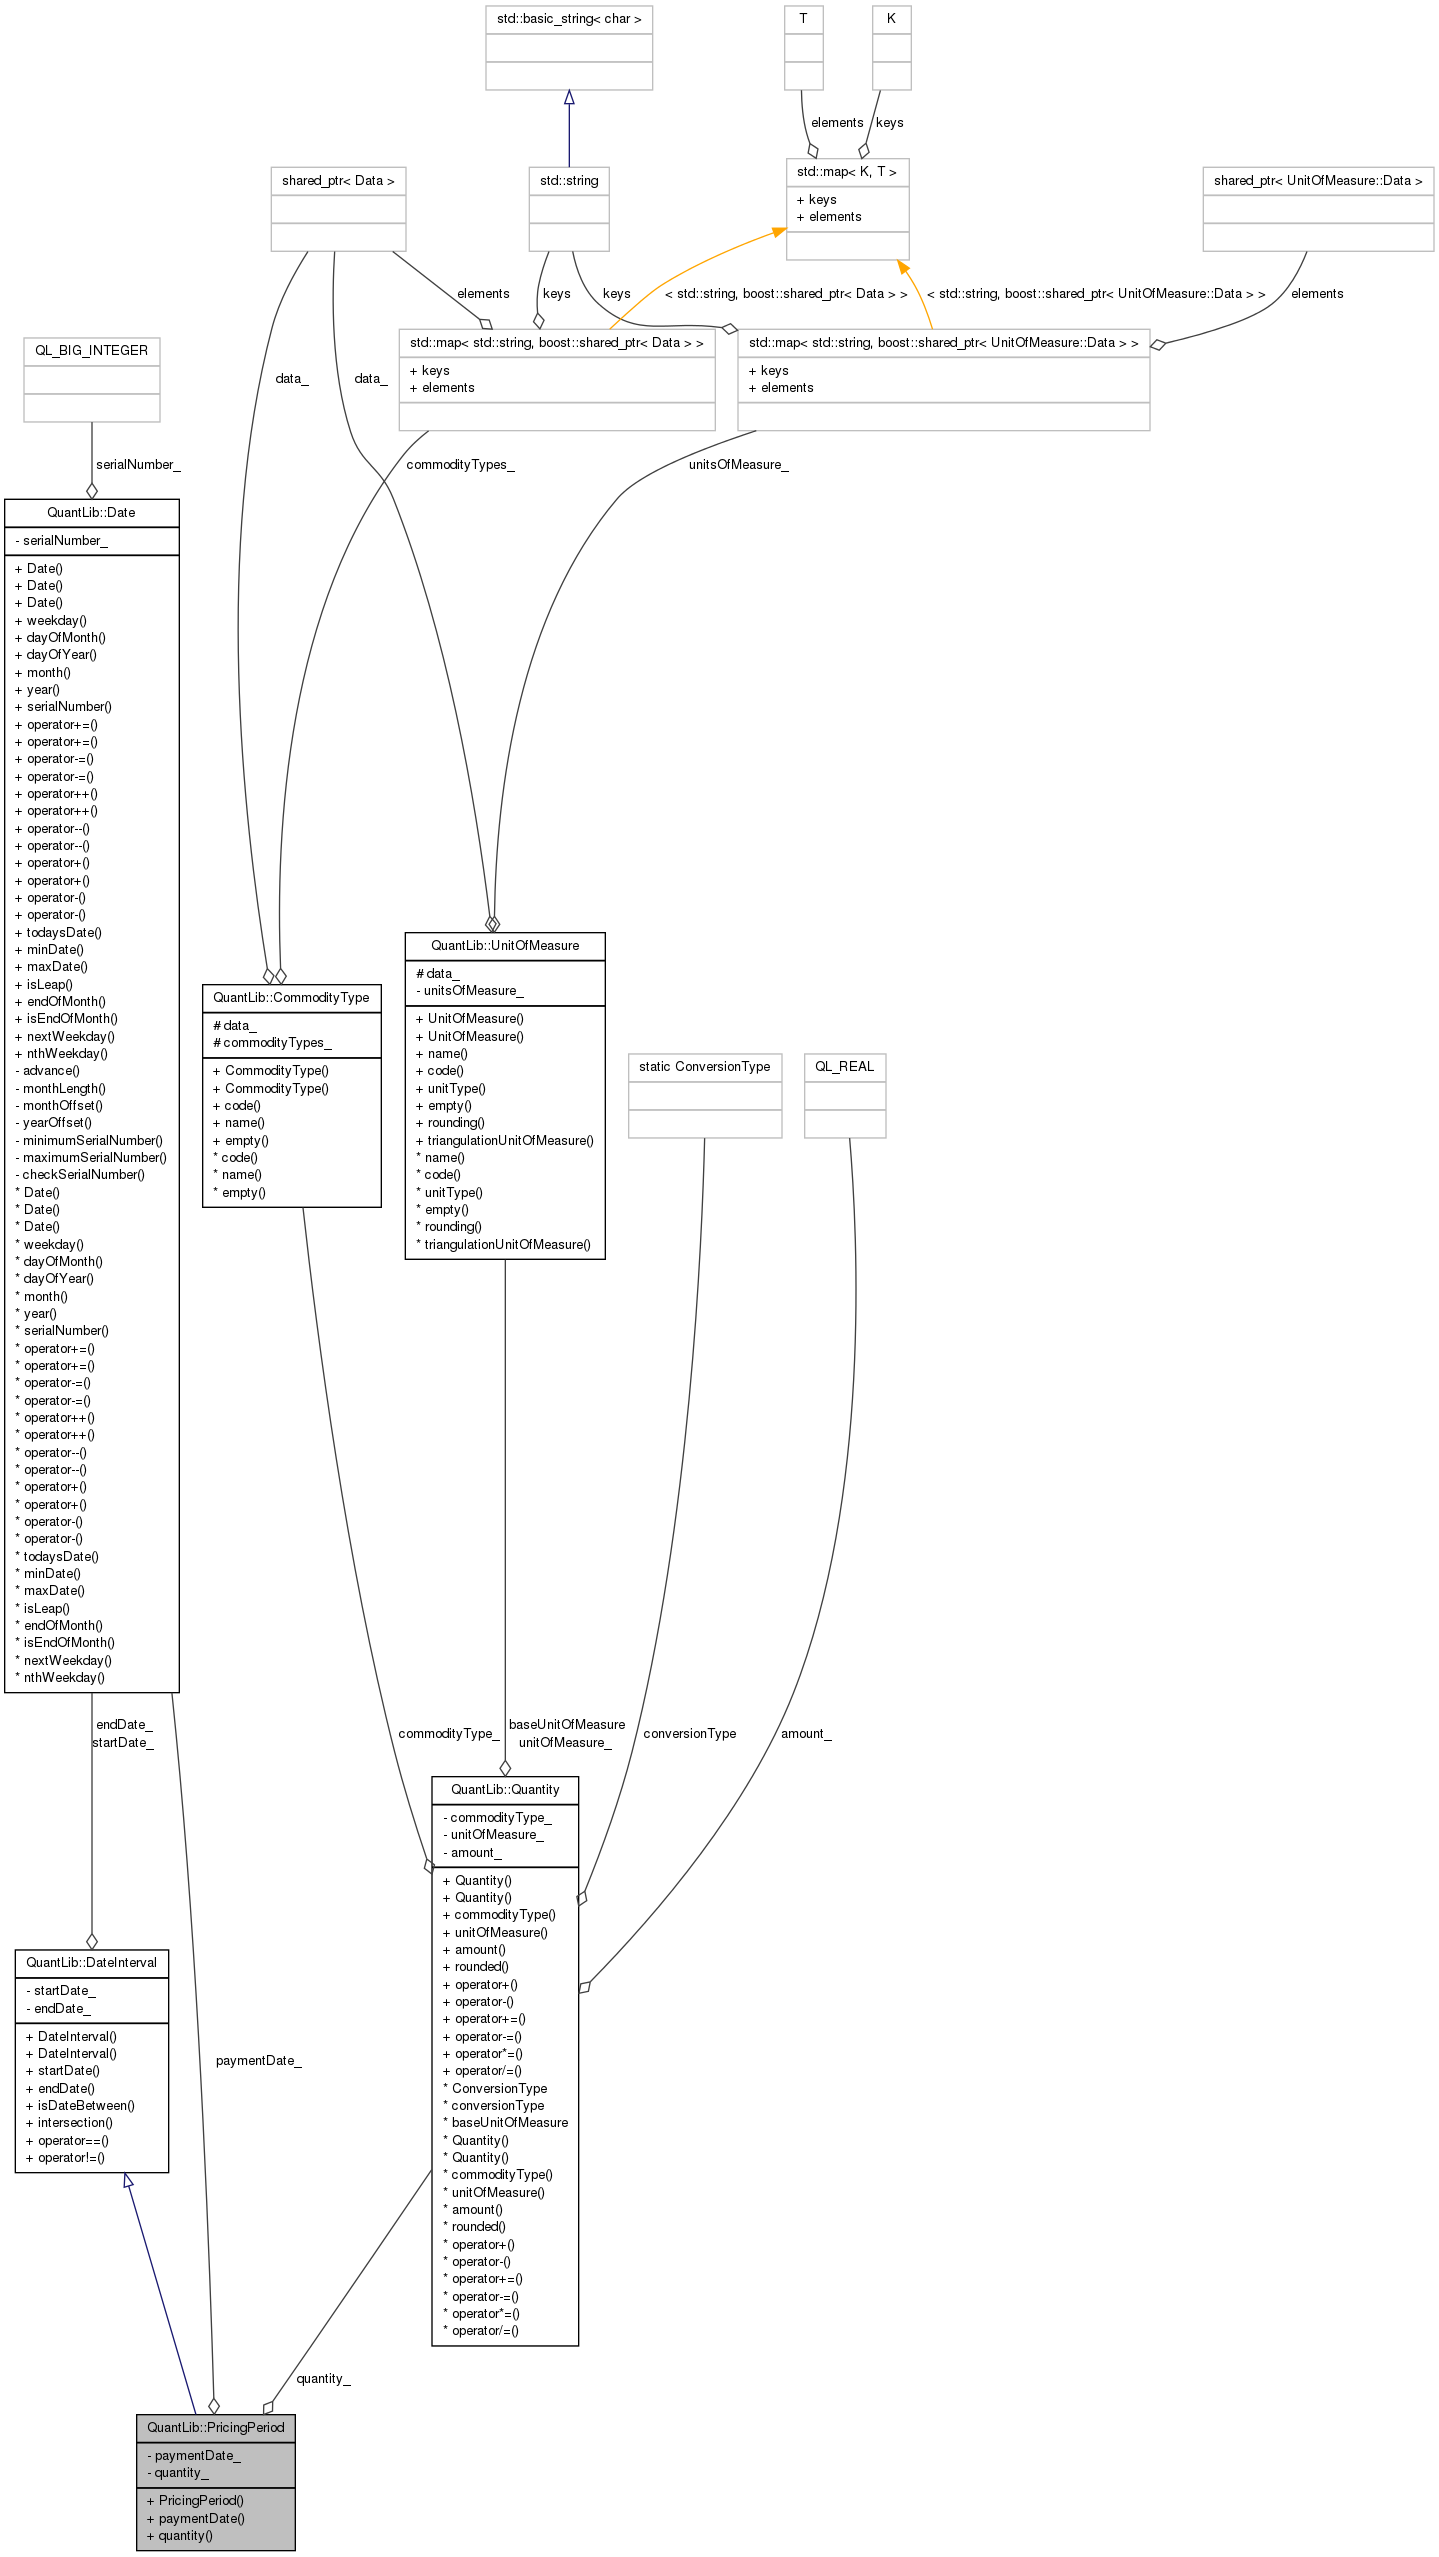 std::basic_string< char >
T
K
elements
keys
shared_ptr< Data >
std::string
std::map< K, T >
+ keys
+ elements
shared_ptr< UnitOfMeasure::Data >
elements
keys
keys
< std::string, boost::shared_ptr< Data > >
< std::string, boost::shared_ptr< UnitOfMeasure::Data > >
elements
QL_BIG_INTEGER
std::map< std::string, boost::shared_ptr< Data > >
+ keys
+ elements
std::map< std::string, boost::shared_ptr< UnitOfMeasure::Data > >
+ keys
+ elements
data_
data_
serialNumber_
commodityTypes_
unitsOfMeasure_
QuantLib::Date
- serialNumber_
+ Date()
+ Date()
+ Date()
+ weekday()
+ dayOfMonth()
+ dayOfYear()
+ month()
+ year()
+ serialNumber()
+ operator+=()
+ operator+=()
+ operator-=()
+ operator-=()
+ operator++()
+ operator++()
+ operator--()
+ operator--()
+ operator+()
+ operator+()
+ operator-()
+ operator-()
+ todaysDate()
+ minDate()
+ maxDate()
+ isLeap()
+ endOfMonth()
+ isEndOfMonth()
+ nextWeekday()
+ nthWeekday()
- advance()
- monthLength()
- monthOffset()
- yearOffset()
- minimumSerialNumber()
- maximumSerialNumber()
- checkSerialNumber()
* Date()
* Date()
* Date()
* weekday()
* dayOfMonth()
* dayOfYear()
* month()
* year()
* serialNumber()
* operator+=()
* operator+=()
* operator-=()
* operator-=()
* operator++()
* operator++()
* operator--()
* operator--()
* operator+()
* operator+()
* operator-()
* operator-()
* todaysDate()
* minDate()
* maxDate()
* isLeap()
* endOfMonth()
* isEndOfMonth()
* nextWeekday()
* nthWeekday()
QuantLib::CommodityType
# data_
# commodityTypes_
+ CommodityType()
+ CommodityType()
+ code()
+ name()
+ empty()
* code()
* name()
* empty()
QuantLib::UnitOfMeasure
# data_
- unitsOfMeasure_
+ UnitOfMeasure()
+ UnitOfMeasure()
+ name()
+ code()
+ unitType()
+ empty()
+ rounding()
+ triangulationUnitOfMeasure()
* name()
* code()
* unitType()
* empty()
* rounding()
* triangulationUnitOfMeasure()
static ConversionType
QL_REAL
endDate_
startDate_
commodityType_
baseUnitOfMeasure
unitOfMeasure_
conversionType
amount_
QuantLib::Quantity
- commodityType_
- unitOfMeasure_
- amount_
+ Quantity()
+ Quantity()
+ commodityType()
+ unitOfMeasure()
+ amount()
+ rounded()
+ operator+()
+ operator-()
+ operator+=()
+ operator-=()
+ operator*=()
+ operator/=()
* ConversionType
* conversionType
* baseUnitOfMeasure
* Quantity()
* Quantity()
* commodityType()
* unitOfMeasure()
* amount()
* rounded()
* operator+()
* operator-()
* operator+=()
* operator-=()
* operator*=()
* operator/=()
QuantLib::DateInterval
- startDate_
- endDate_
+ DateInterval()
+ DateInterval()
+ startDate()
+ endDate()
+ isDateBetween()
+ intersection()
+ operator==()
+ operator!=()
paymentDate_
quantity_
QuantLib::PricingPeriod
- paymentDate_
- quantity_
+ PricingPeriod()
+ paymentDate()
+ quantity()